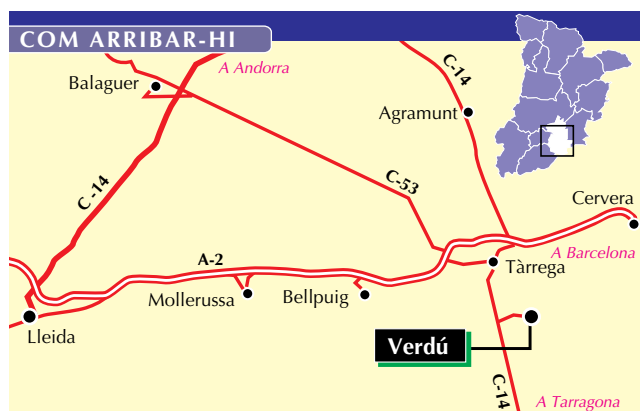 COM ARRIBAR-HI
A Andorra
Balaguer
C-14
Agramunt
C-14
C-53
Cervera
A Barcelona
A-2
Tàrrega
Mollerussa
Bellpuig
Lleida
Verdú
C-14
A Tarragona